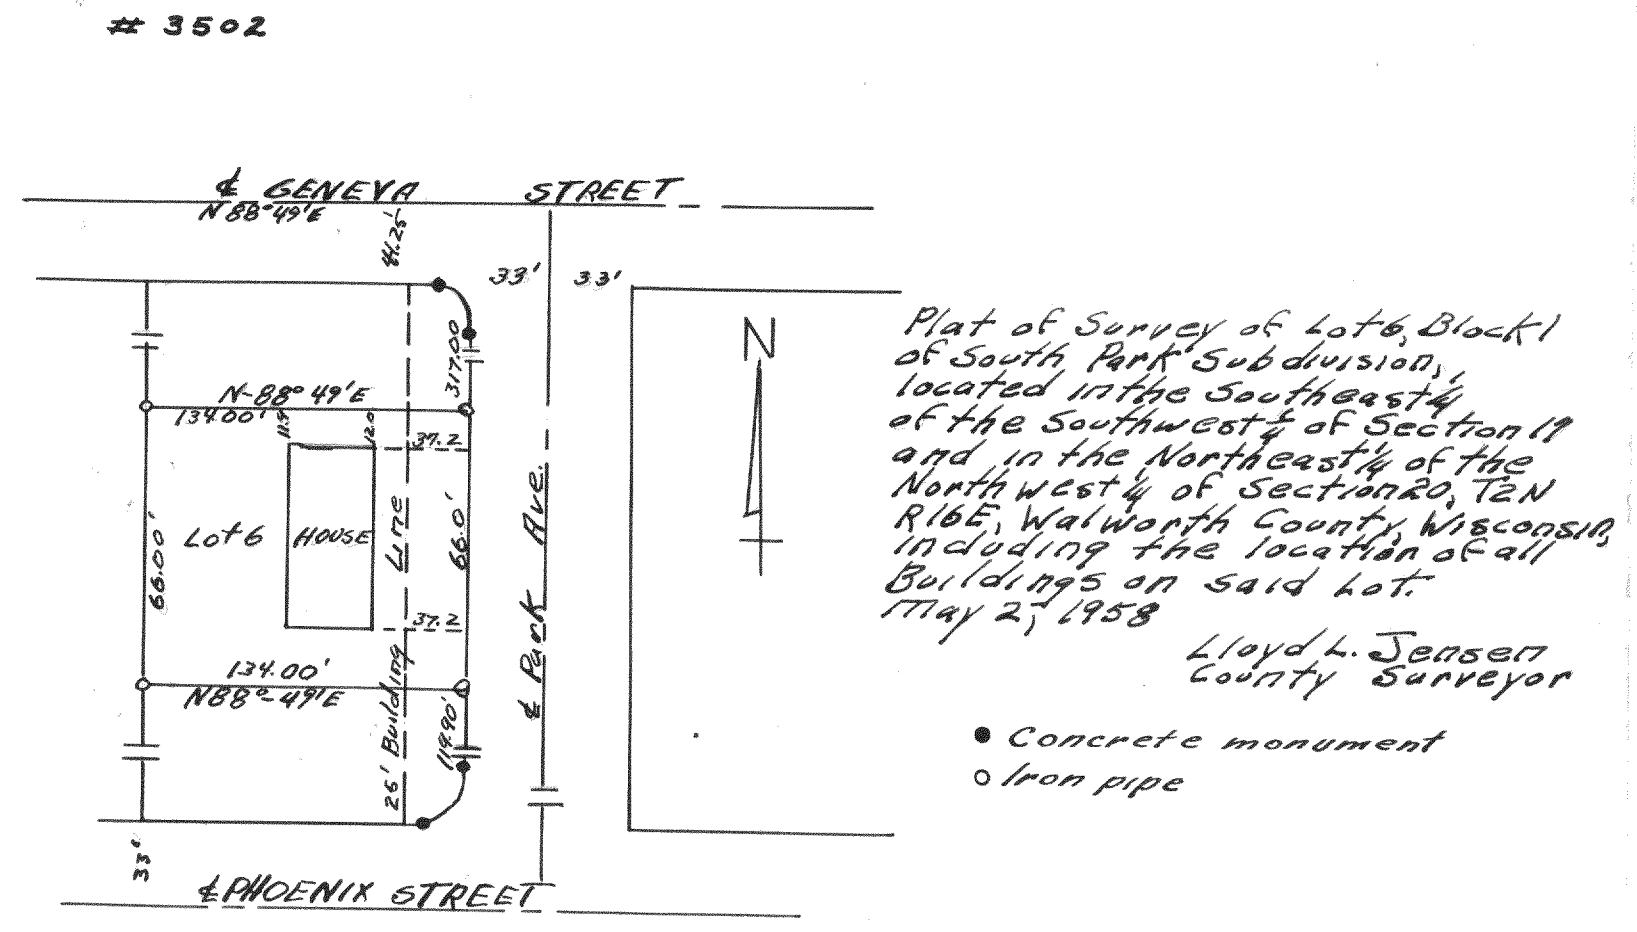 # 3502
℄ GENEVA STREET
N 88° 49' E
44.25'
33' 33'
317.00
N
N-88° 49' E
134.00'
11.9
12.0
37.2
Lot 6
HOUSE
66.00'
66.0'
37.2
25' Building Line
℄ Park Ave.
134.00'
N 88°-49' E
119.90'
33'
℄ PHOENIX STREET
Plat of Survey of Lot 6, Block 1
of South Park Subdivision,
located in the Southeast 1/4
of the Southwest 1/4 of Section 19
and in the Northeast 1/4 of the
Northwest 1/4 of Section 20, T2N
R16E, Walworth County, Wisconsin,
including the location of all
Buildings on said Lot.
May 2, 1958
Lloyd L. Jensen
County Surveyor
● Concrete monument
○ Iron pipe